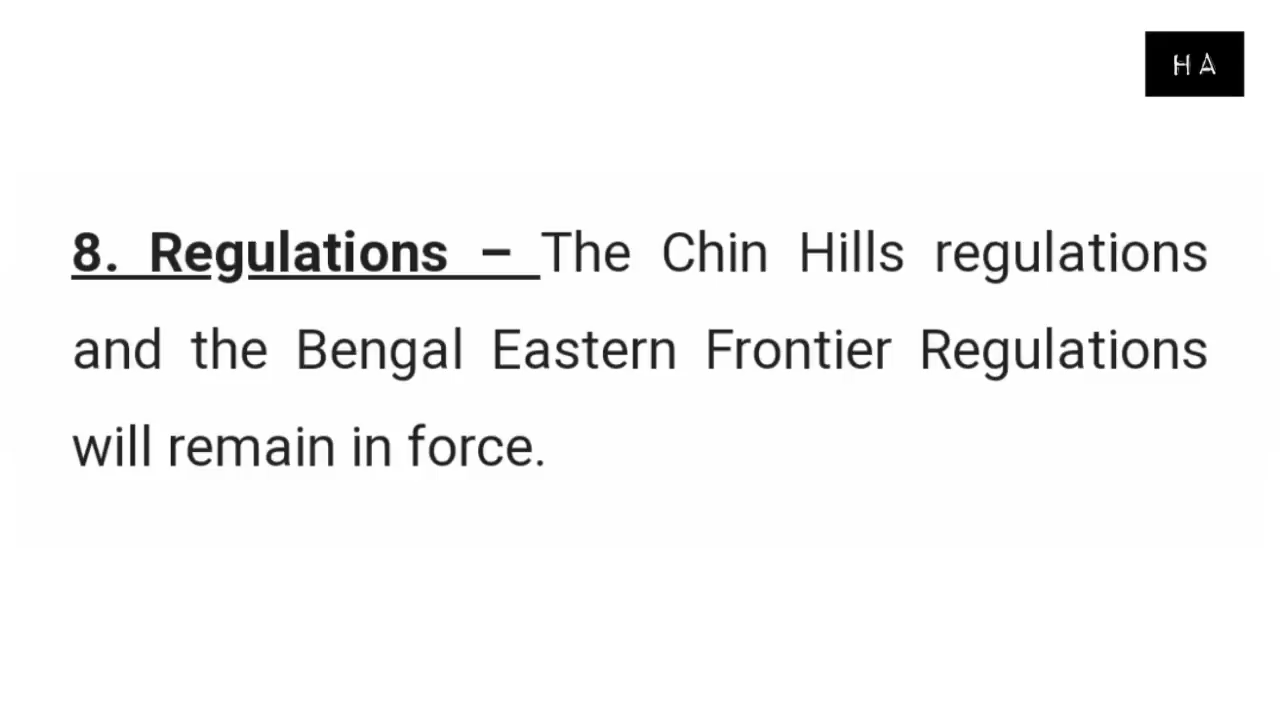 H A
8. Regulations – The Chin Hills regulations
and the Bengal Eastern Frontier Regulations
will remain in force.